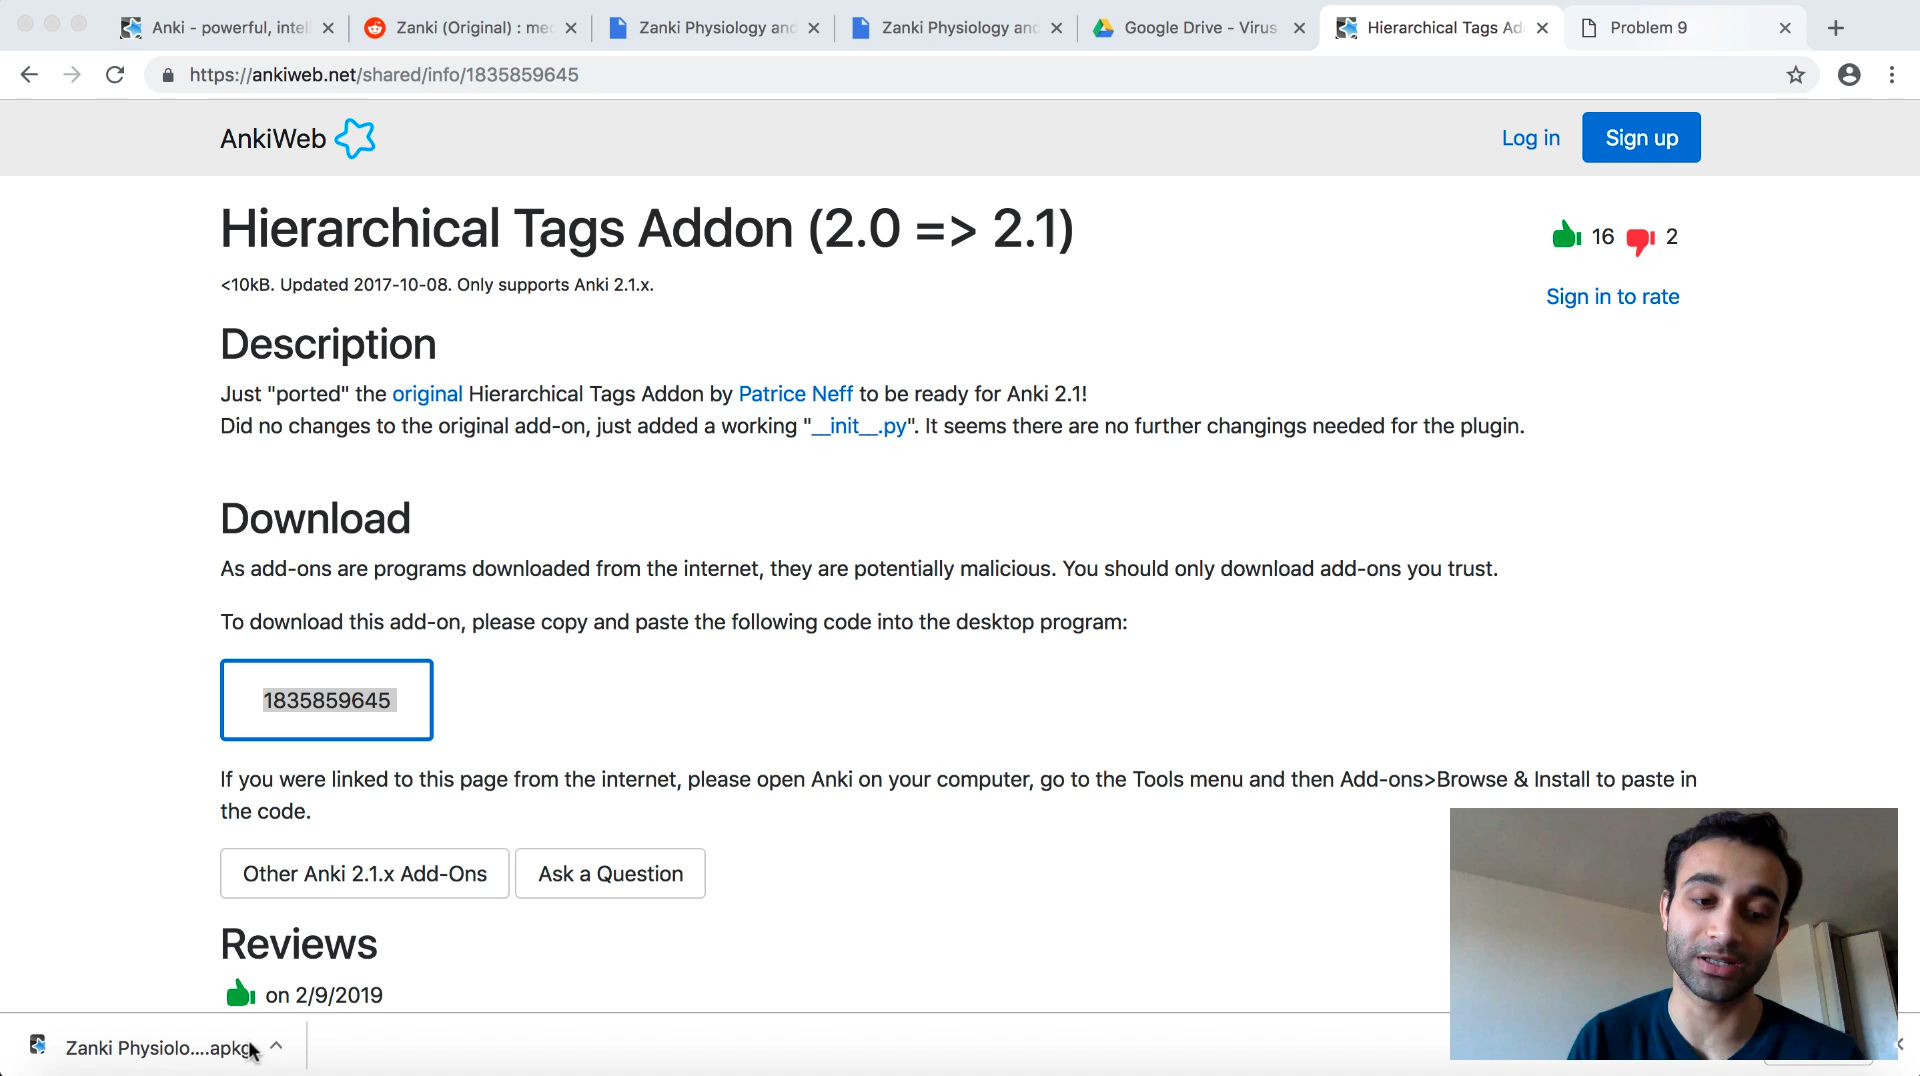 Anki - powerful, intel
Zanki (Original) : me
Zanki Physiology and
Zanki Physiology and
Google Drive - Virus
Hierarchical Tags Ad
Problem 9
https://ankiweb.net/shared/info/1835859645
AnkiWeb
Log in
Sign up
Hierarchical Tags Addon (2.0 => 2.1)
16
2
<10kB. Updated 2017-10-08. Only supports Anki 2.1.x.
Sign in to rate
Description
Just "ported" the original Hierarchical Tags Addon by Patrice Neff to be ready for Anki 2.1!
Did no changes to the original add-on, just added a working "__init__.py". It seems there are no further changings needed for the plugin.
Download
As add-ons are programs downloaded from the internet, they are potentially malicious. You should only download add-ons you trust.
To download this add-on, please copy and paste the following code into the desktop program:
1835859645
If you were linked to this page from the internet, please open Anki on your computer, go to the Tools menu and then Add-ons>Browse & Install to paste in
the code.
Other Anki 2.1.x Add-Ons
Ask a Question
Reviews
on 2/9/2019
Zanki Physiolo....apkg